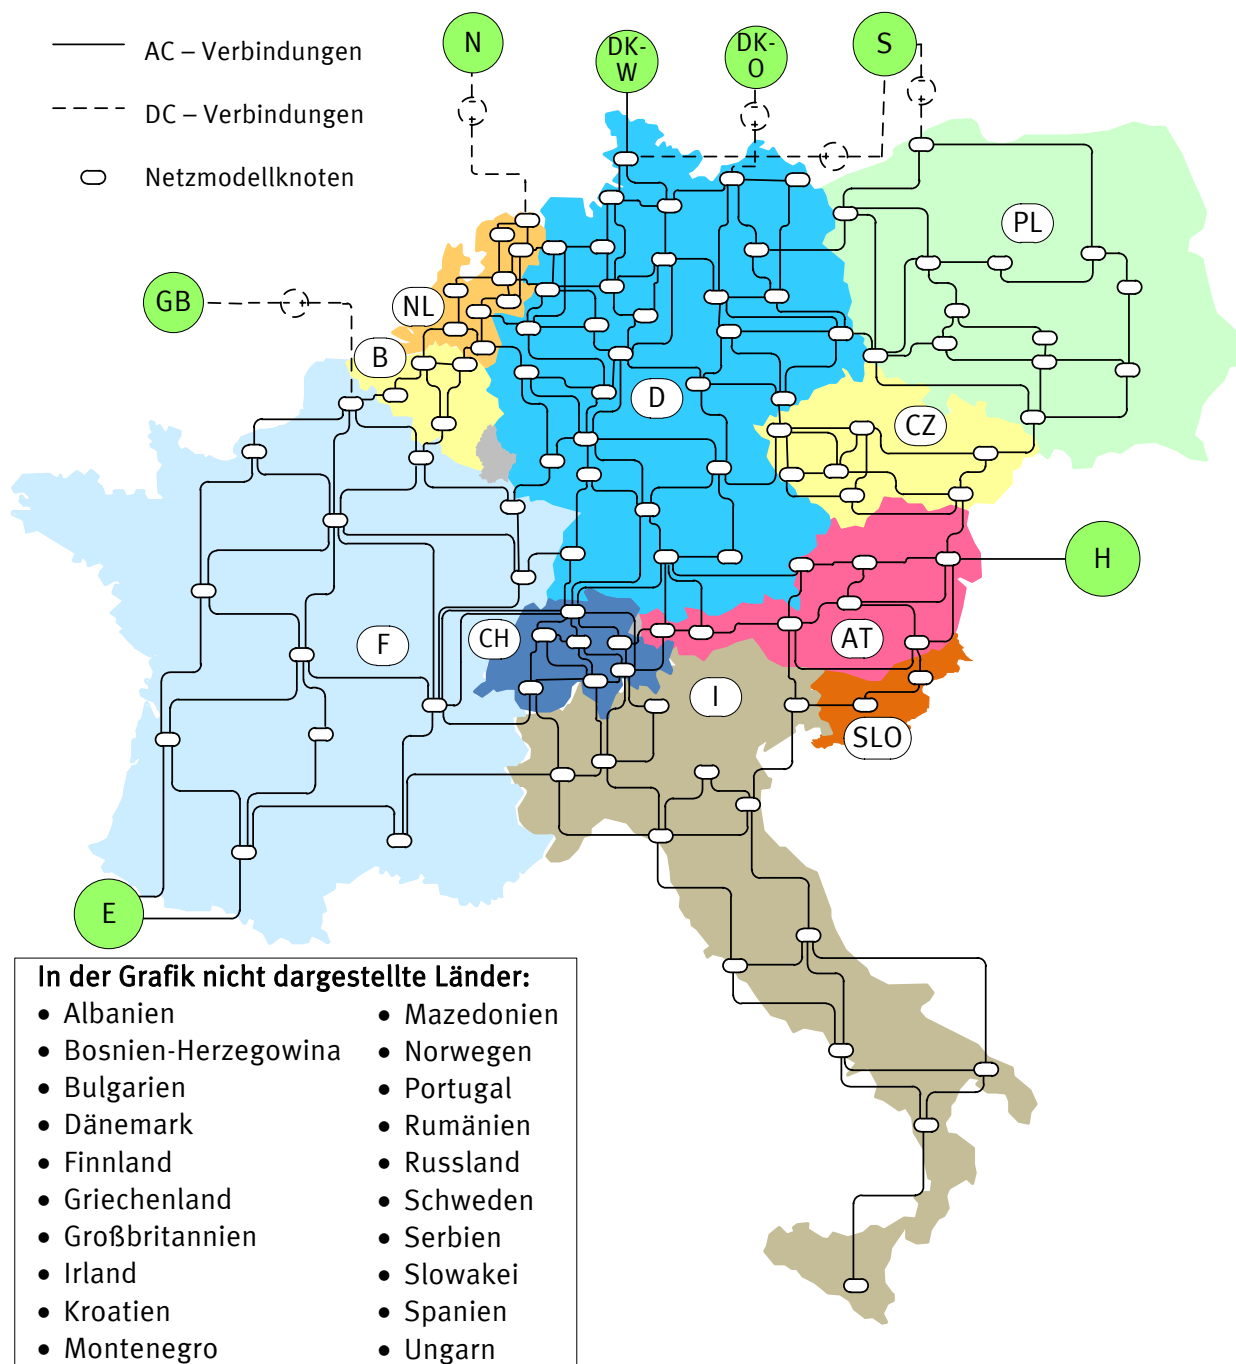 AC – Verbindungen
DC – Verbindungen
Netzmodellknoten
N
DK-
W
DK-
O
S
GB
PL
NL
B
D
CZ
H
F
CH
AT
I
SLO
E
In der Grafik nicht dargestellte Länder:
• Albanien
• Bosnien-Herzegowina
• Bulgarien
• Dänemark
• Finnland
• Griechenland
• Großbritannien
• Irland
• Kroatien
• Montenegro
• Mazedonien
• Norwegen
• Portugal
• Rumänien
• Russland
• Schweden
• Serbien
• Slowakei
• Spanien
• Ungarn